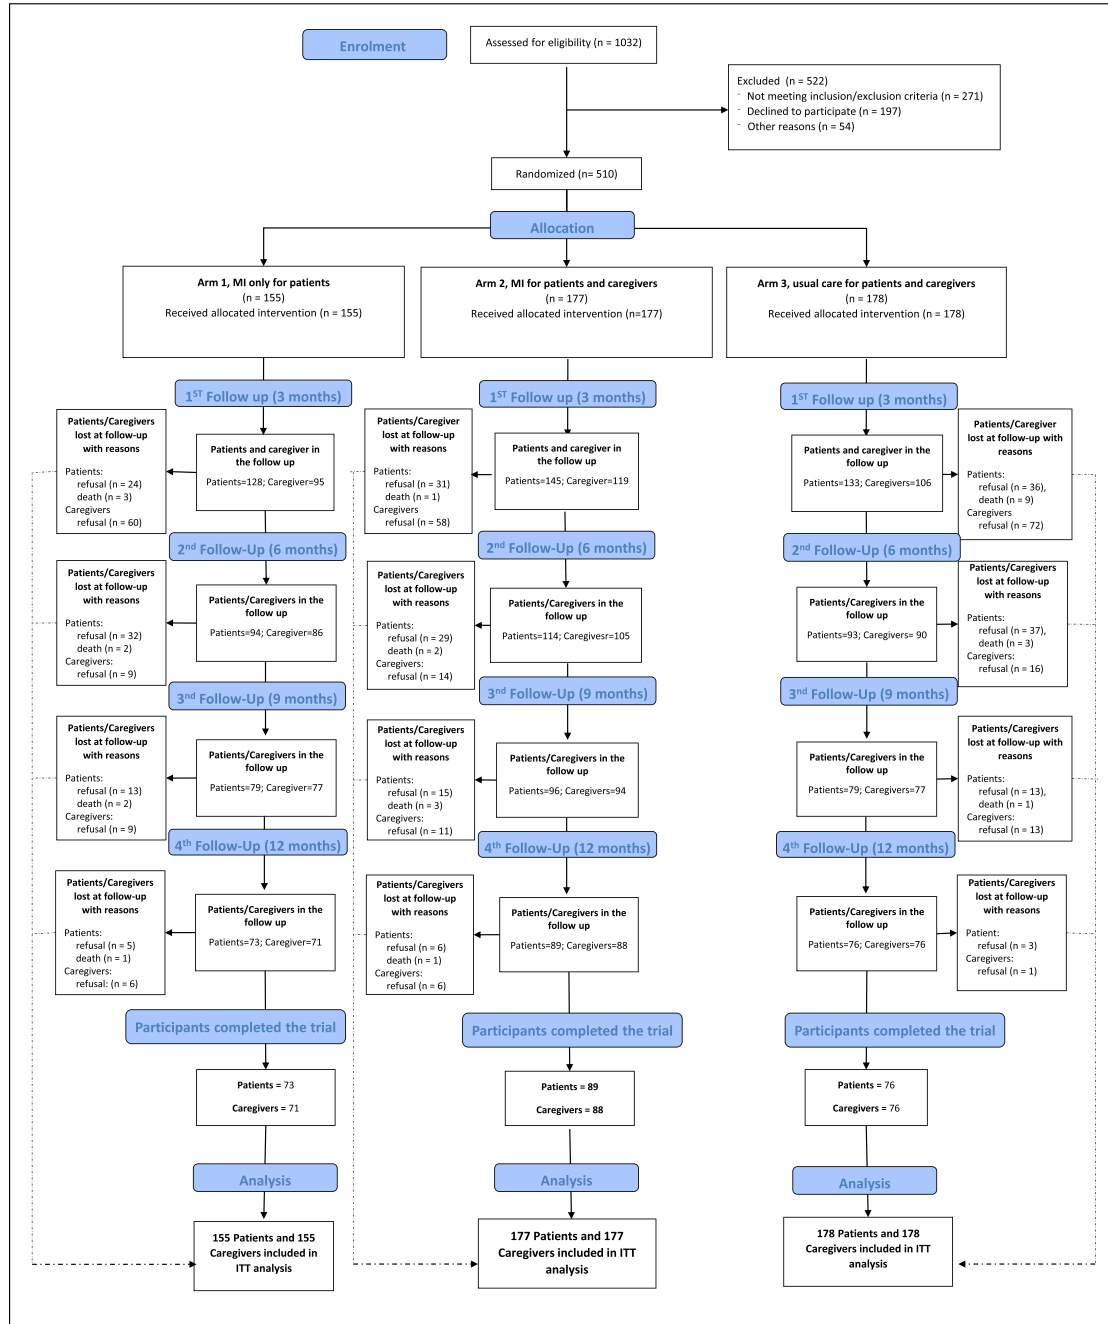 Enrolment
Assessed for eligibility (n = 1032)
Excluded (n = 522)
- Not meeting inclusion/exclusion criteria (n = 271)
- Declined to participate (n = 197)
- Other reasons (n = 54)
Randomized (n= 510)
Allocation
Arm 1, MI only for patients
(n = 155)
Received allocated intervention (n = 155)
Arm 2, MI for patients and caregivers
(n = 177)
Received allocated intervention (n=177)
Arm 3, usual care for patients and caregivers
(n = 178)
Received allocated intervention (n = 178)
1ST Follow up (3 months)
1ST Follow up (3 months)
1ST Follow up (3 months)
Patients/Caregivers
lost at follow-up
with reasons
Patients:
refusal (n = 24)
death (n = 3)
Caregivers
refusal (n = 60)
Patients and caregiver in
the follow up
Patients=128; Caregiver=95
Patients/Caregiver
lost at follow-up
with reasons
Patients:
refusal (n = 31)
death (n = 1)
Caregivers
refusal (n = 58)
Patients and caregiver in
the follow up
Patients=145; Caregiver=119
Patients and caregiver in
the follow up
Patients=133; Caregivers=106
Patients/Caregiver
lost at follow-up with
reasons
Patients:
refusal (n = 36),
death (n = 9)
Caregivers
refusal (n = 72)
2nd Follow-Up (6 months)
2nd Follow-Up (6 months)
2nd Follow-Up (6 months)
Patients/Caregivers
lost at follow-up
with reasons
Patients:
refusal (n = 32)
death (n = 2)
Caregivers:
refusal (n = 9)
Patients/Caregivers in the
follow up
Patients=94; Caregiver=86
Patients/Caregivers
lost at follow-up
with reasons
Patients:
refusal (n = 29)
death (n = 2)
Caregivers:
refusal (n = 14)
Patients/Caregivers in the
follow up
Patients=114; Caregivesr=105
Patients/Caregivers in the
follow up
Patients=93; Caregivers= 90
Patients/Caregivers
lost at follow-up
with reasons
Patients:
refusal (n = 37),
death (n = 3)
Caregivers:
refusal (n = 16)
3nd Follow-Up (9 months)
3nd Follow-Up (9 months)
3nd Follow-Up (9 months)
Patients/Caregivers
lost at follow-up
with reasons
Patients:
refusal (n = 13)
death (n = 2)
Caregivers:
refusal (n = 9)
Patients/Caregivers in the
follow up
Patients=79; Caregiver=77
Patients/Caregivers
lost at follow-up
with reasons
Patients:
refusal (n = 15)
death (n = 3)
Caregivers:
refusal (n = 11)
Patients/Caregivers in the
follow up
Patients=96; Caregivers=94
Patients/Caregivers in the
follow up
Patients=79; Caregivers=77
Patients/Caregivers
lost at follow-up with
reasons
Patients:
refusal (n = 13),
death (n = 1)
Caregivers:
refusal (n = 13)
4th Follow-Up (12 months)
4th Follow-Up (12 months)
4th Follow-Up (12 months)
Patients/Caregivers
lost at follow-up
with reasons
Patients:
refusal (n = 5)
death (n = 1)
Caregivers:
refusal: (n = 6)
Patients/Caregivers in the
follow up
Patients=73; Caregiver=71
Patients/Caregivers
lost at follow-up
with reasons
Patients:
refusal (n = 6)
death (n = 1)
Caregivers:
refusal (n = 6)
Patients/Caregivers in the
follow up
Patients=89; Caregivers=88
Patients/Caregivers in the
follow up
Patients=76; Caregivers=76
Patients/Caregivers
lost at follow-up
with reasons
Patient:
refusal (n = 3)
Caregivers:
refusal (n = 1)
Participants completed the trial
Participants completed the trial
Participants completed the trial
Patients = 73
Caregivers = 71
Patients = 89
Caregivers = 88
Patients = 76
Caregivers = 76
Analysis
Analysis
Analysis
155 Patients and 155
Caregivers included in
ITT analysis
177 Patients and 177
Caregivers included in ITT
analysis
178 Patients and 178
Caregivers included in ITT
analysis